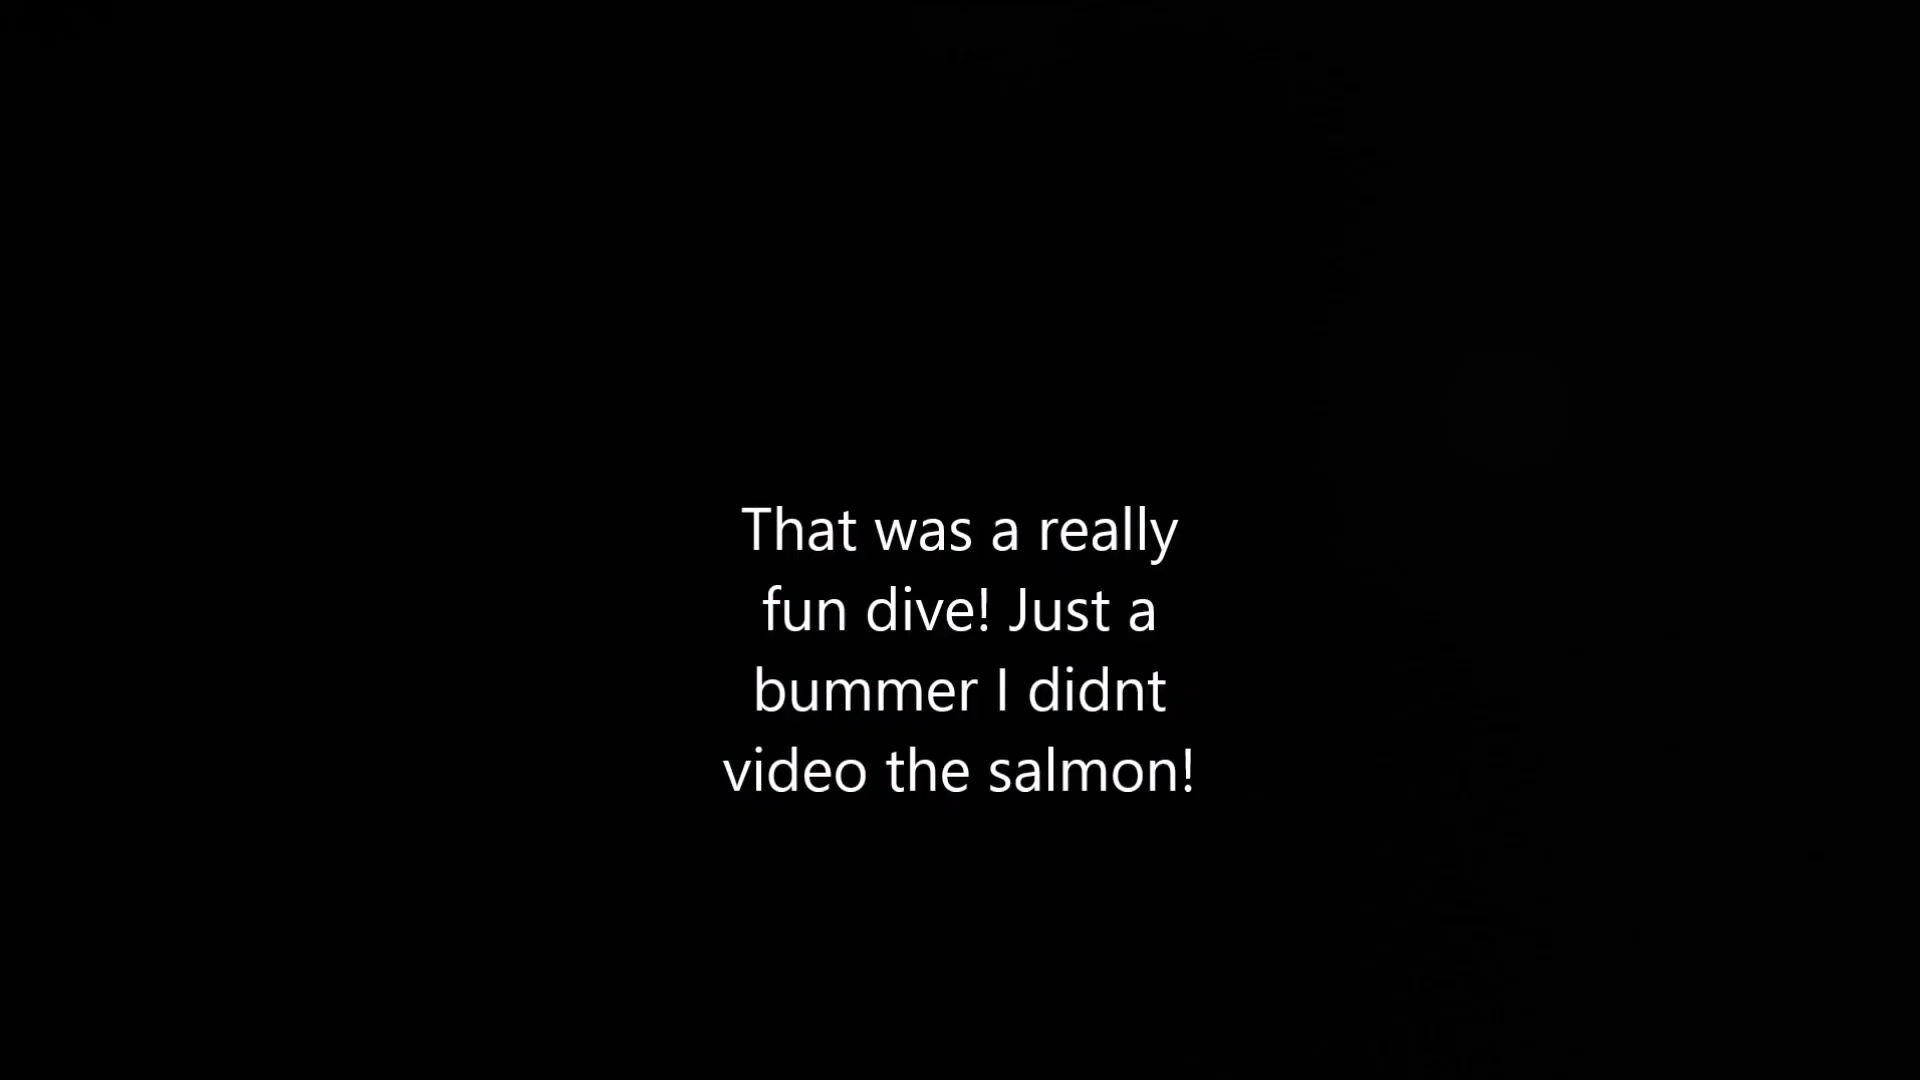 That was a really
fun dive! Just a
bummer I didnt
video the salmon!